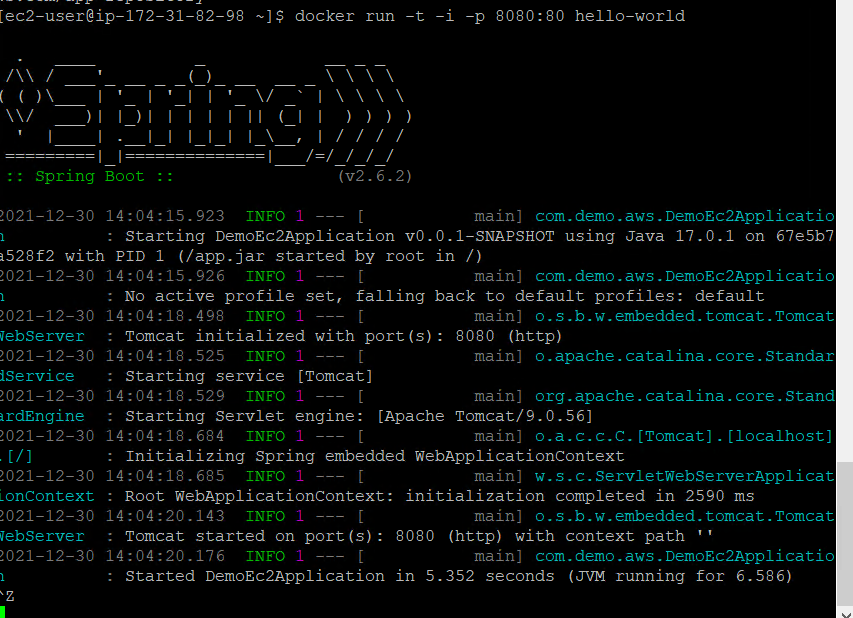 [ec2-user@ip-172-31-82-98 ~]$ docker run -t -i -p 8080:80 hello-world
  .   ____          _            __ _ _
 /\\ / ___'_ __ _ _(_)_ __  __ _ \ \ \ \
( ( )\___ | '_ | '_| | '_ \/ _` | \ \ \ \
 \\/  ___)| |_)| | | | | || (_| |  ) ) ) )
  '  |____| .__|_| |_|_| |_\__, | / / / /
 =========|_|==============|___/=/_/_/_/
 :: Spring Boot ::                (v2.6.2)
2021-12-30 14:04:15.923  INFO 1 --- [           main] com.demo.aws.DemoEc2Applicatio
n          : Starting DemoEc2Application v0.0.1-SNAPSHOT using Java 17.0.1 on 67e5b7
a528f2 with PID 1 (/app.jar started by root in /)
2021-12-30 14:04:15.926  INFO 1 --- [           main] com.demo.aws.DemoEc2Applicatio
n          : No active profile set, falling back to default profiles: default
2021-12-30 14:04:18.498  INFO 1 --- [           main] o.s.b.w.embedded.tomcat.Tomcat
WebServer  : Tomcat initialized with port(s): 8080 (http)
2021-12-30 14:04:18.525  INFO 1 --- [           main] o.apache.catalina.core.Standar
dService   : Starting service [Tomcat]
2021-12-30 14:04:18.529  INFO 1 --- [           main] org.apache.catalina.core.Stand
ardEngine  : Starting Servlet engine: [Apache Tomcat/9.0.56]
2021-12-30 14:04:18.684  INFO 1 --- [           main] o.a.c.c.C.[Tomcat].[localhost]
.[/]       : Initializing Spring embedded WebApplicationContext
2021-12-30 14:04:18.685  INFO 1 --- [           main] w.s.c.ServletWebServerApplicat
ionContext : Root WebApplicationContext: initialization completed in 2590 ms
2021-12-30 14:04:20.143  INFO 1 --- [           main] o.s.b.w.embedded.tomcat.Tomcat
WebServer  : Tomcat started on port(s): 8080 (http) with context path ''
2021-12-30 14:04:20.176  INFO 1 --- [           main] com.demo.aws.DemoEc2Applicatio
n          : Started DemoEc2Application in 5.352 seconds (JVM running for 6.586)
^Z